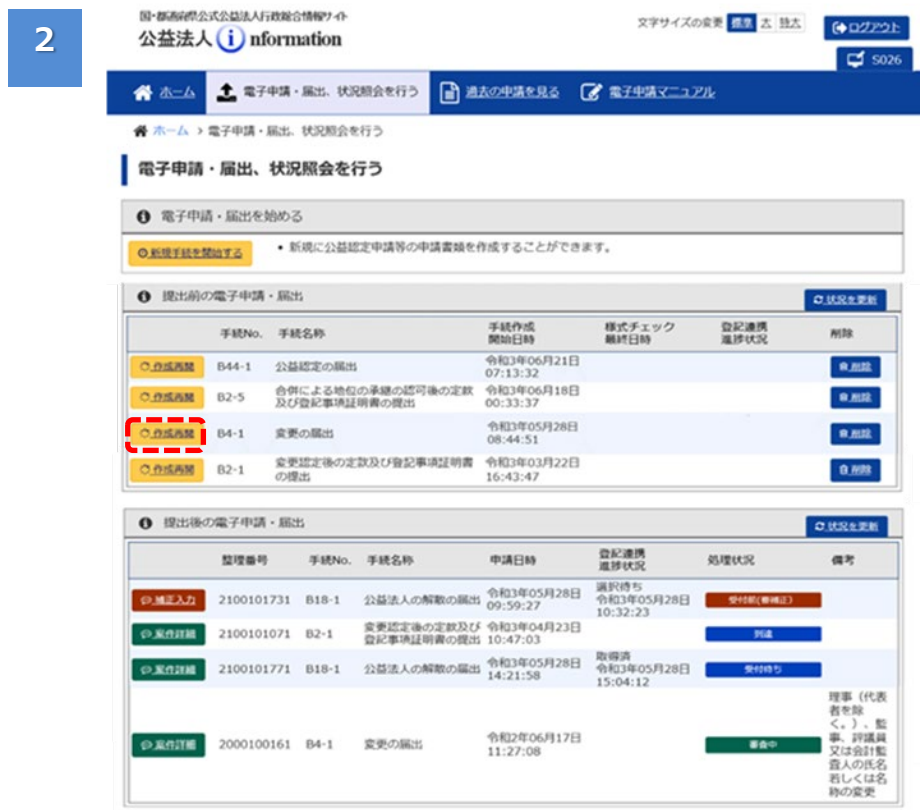 2
国・都道府県公式公益法人行政総合情報サイト
公益法人 i nformation
文字サイズの変更 標準 大 特大
ログアウト
S026
ホーム 電子申請・届出、状況照会を行う 過去の申請を見る 電子申請マニュアル
ホーム > 電子申請・届出、状況照会を行う
電子申請・届出、状況照会を行う
電子申請・届出を始める
新規手続を開始する ・新規に公益認定申請等の申請書類を作成することができます。
提出前の電子申請・届出 状況を更新
手続No. 手続名称 手続作成 様式チェック 登記連携 削除
開始日時 最終日時 進捗状況
作成再開 B44-1 公益認定の届出 令和3年06月21日 削除
07:13:32
作成再開 B2-5 合併による地位の承継の認可後の定款 令和3年06月18日 削除
及び登記事項証明書の提出 00:33:37
作成再開 B4-1 変更の届出 令和3年05月28日 削除
08:44:51
作成再開 B2-1 変更認定後の定款及び登記事項証明書 令和3年03月22日 削除
の提出 16:43:47
提出後の電子申請・届出 状況を更新
整理番号 手続No. 手続名称 申請日時 登記連携 処理状況 備考
進捗状況
補正入力 2100101731 B18-1 公益法人の解散の届出 令和3年05月28日 選択待ち 受付前(要補正)
09:59:27 令和3年05月28日
10:32:23
案件詳細 2100101071 B2-1 変更認定後の定款及び 令和3年04月23日 到達
登記事項証明書の提出 10:47:03
案件詳細 2100101771 B18-1 公益法人の解散の届出 令和3年05月28日 取得済 受付待ち
14:21:58 令和3年05月28日
15:04:12
案件詳細 2000100161 B4-1 変更の届出 令和2年06月17日 審査中
11:27:08
理事（代表
者を除
く。）、監
事、評議員
又は会計監
査人の氏名
若しくは名
称の変更